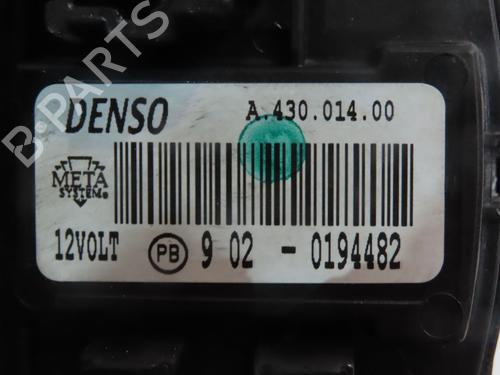 B-PARTS
DENSO
A.430.014.00
META
SYSTEM®
12VOLT PB 9 02 - 0194482